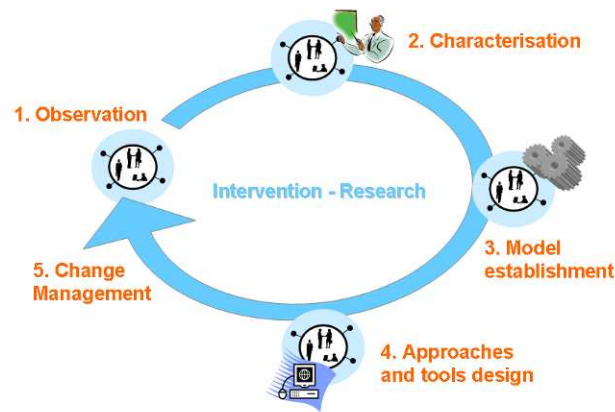 1. Observation
2. Characterisation
Intervention - Research
3. Model
establishment
4. Approaches
and tools design
5. Change
Management